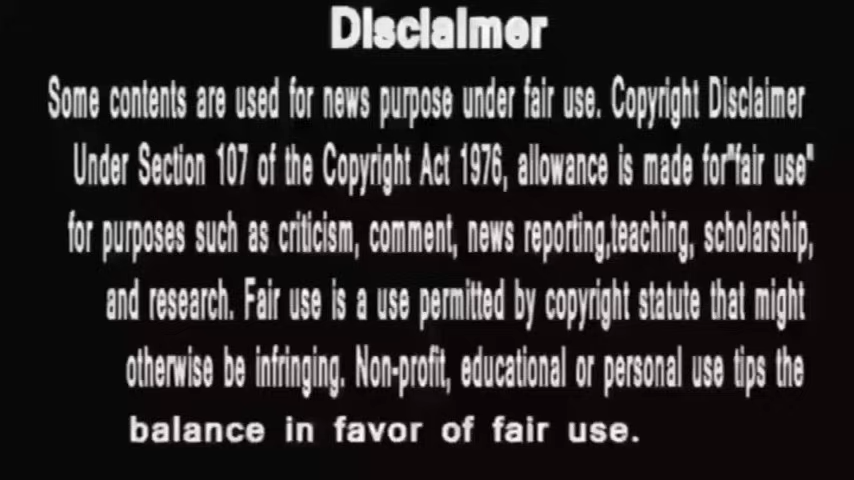 Disclaimer
Some contents are used for news purpose under fair use. Copyright Disclaimer
Under Section 107 of the Copyright Act 1976, allowance is made for"fair use"
for purposes such as criticism, comment, news reporting,teaching, scholarship,
and research. Fair use is a use permitted by copyright statute that might
otherwise be infringing. Non-profit, educational or personal use tips the
balance in favor of fair use.